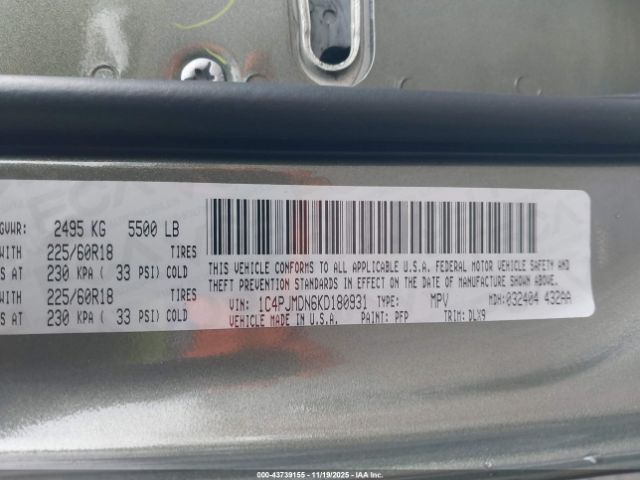 GVWR: 2495 KG 5500 LB
WITH 225/60R18 TIRES
S AT 230 KPA ( 33 PSI) COLD
WITH 225/60R18 TIRES
S AT 230 KPA ( 33 PSI) COLD
THIS VEHICLE CONFORMS TO ALL APPLICABLE U.S.A. FEDERAL MOTOR VEHICLE SAFETY AND
THEFT PREVENTION STANDARDS IN EFFECT ON THE DATE OF MANUFACTURE SHOWN ABOVE.
VIN: 1C4PJMDN6KD180931 TYPE: MPV MDH:032404 432AA
VEHICLE MADE IN U.S.A. PAINT: PFP TRIM: DLX9
00-43739155 - 11/19/2025 - IAAI, Inc.